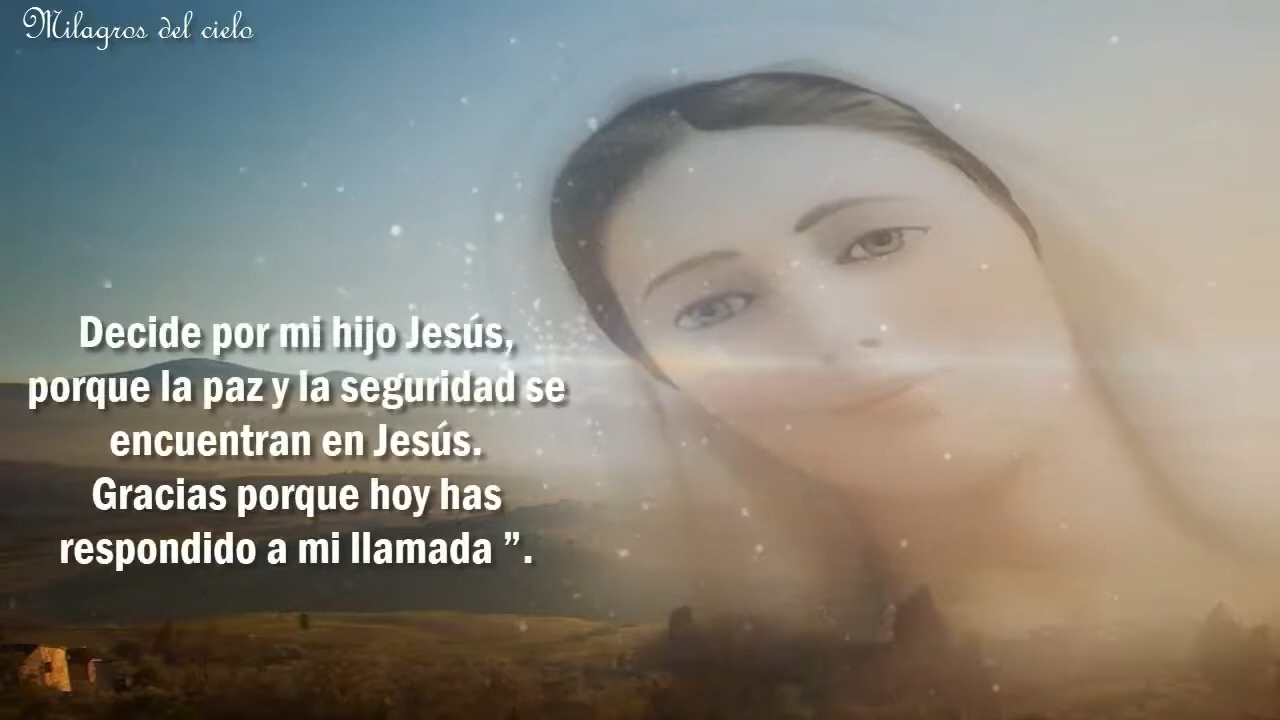 Milagros del cielo
Decide por mi hijo Jesús,
porque la paz y la seguridad se
encuentran en Jesús.
Gracias porque hoy has
respondido a mi llamada ”.